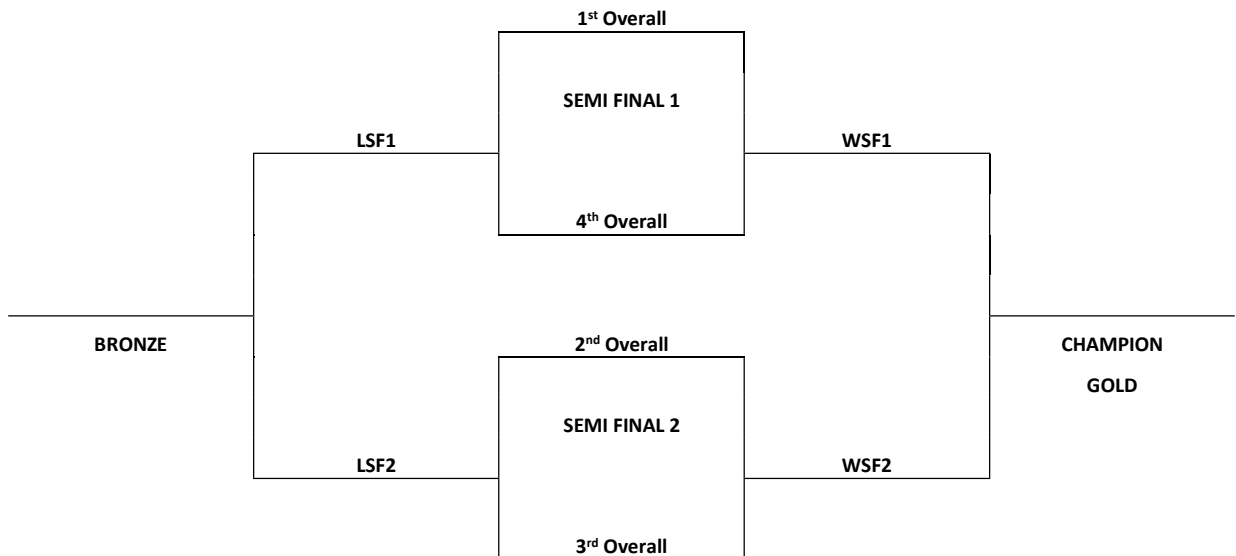 1st Overall
SEMI FINAL 1
LSF1
WSF1
4th Overall
BRONZE
2nd Overall
CHAMPION
GOLD
SEMI FINAL 2
LSF2
WSF2
3rd Overall